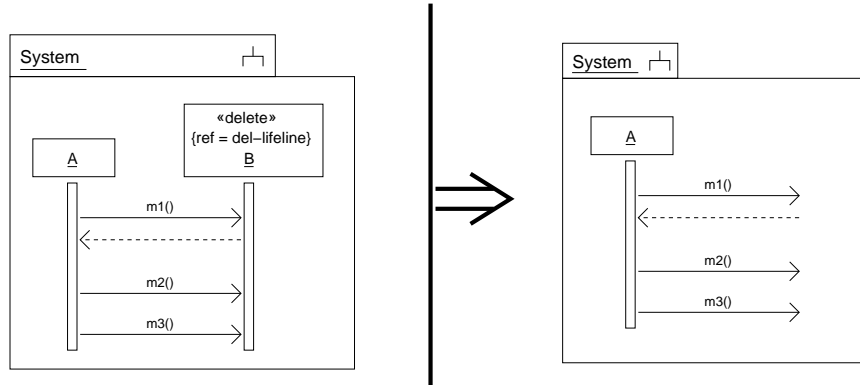 System
«delete»
{ref = del−lifeline}
A
B
m1()
m2()
m3()
System
A
m1()
m2()
m3()